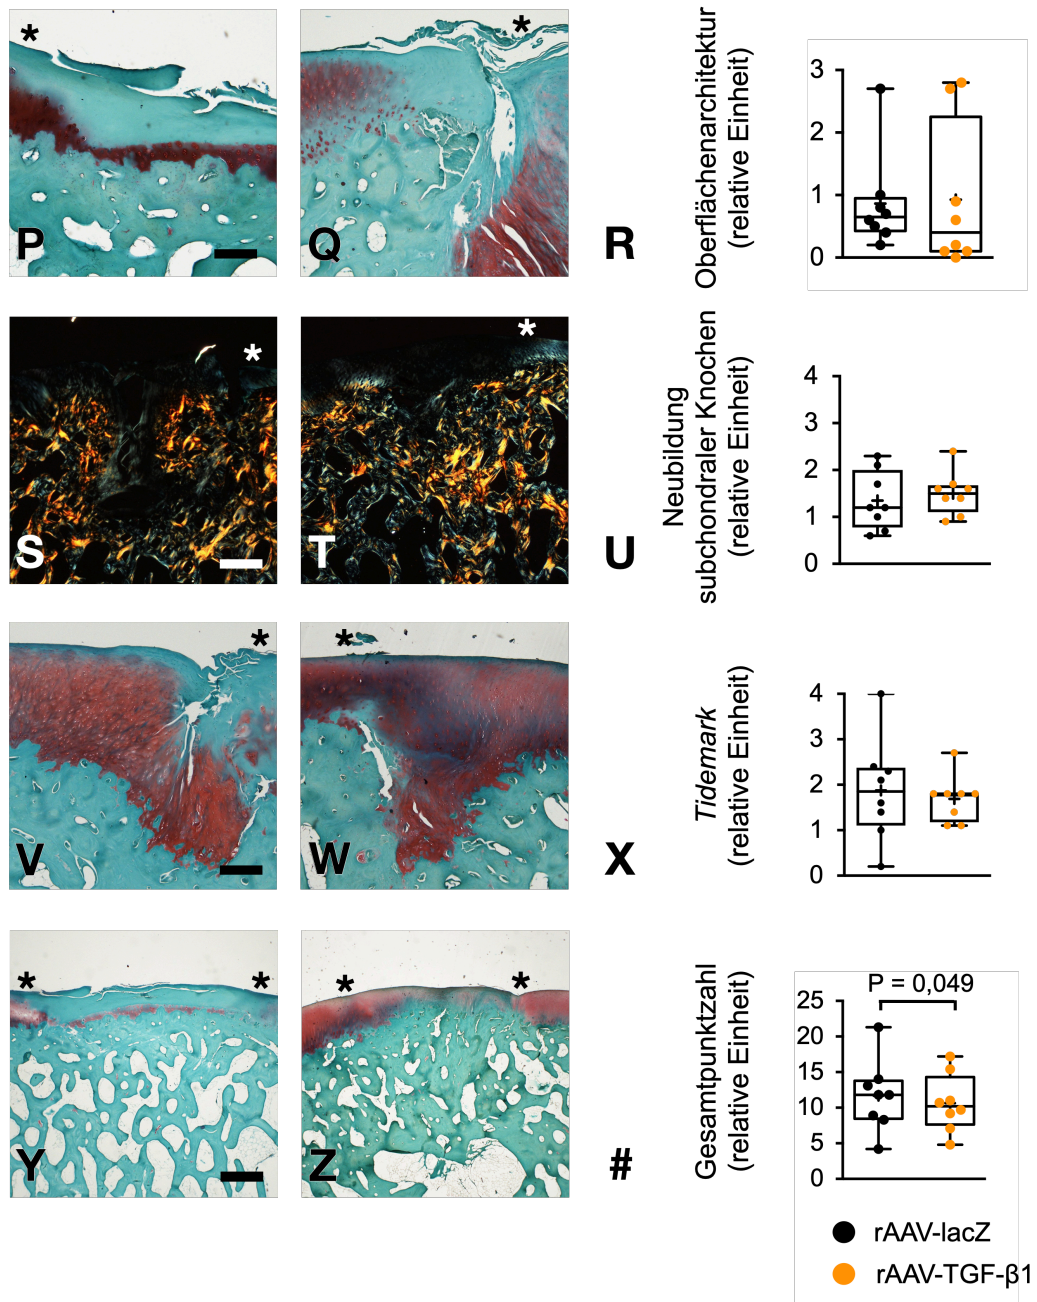 *
*
P
Q
R
Oberflächenarchitektur
(relative Einheit)
3
2
1
0
*
*
S
T
U
Neubildung
subchondraler Knochen
(relative Einheit)
4
3
2
1
0
*
*
V
W
X
Tidemark
(relative Einheit)
4
3
2
1
0
* *
* *
Y
Z
#
Gesamtpunktzahl
(relative Einheit)
P = 0,049
25
20
15
10
5
0
rAAV-lacZ
rAAV-TGF-β1